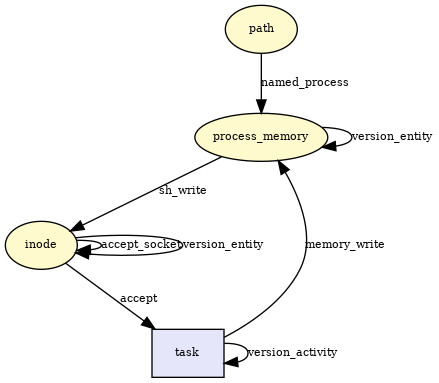 path
named_process
process_memory
version_entity
sh_write
inode
accept_socket
version_entity
memory_write
accept
task
version_activity